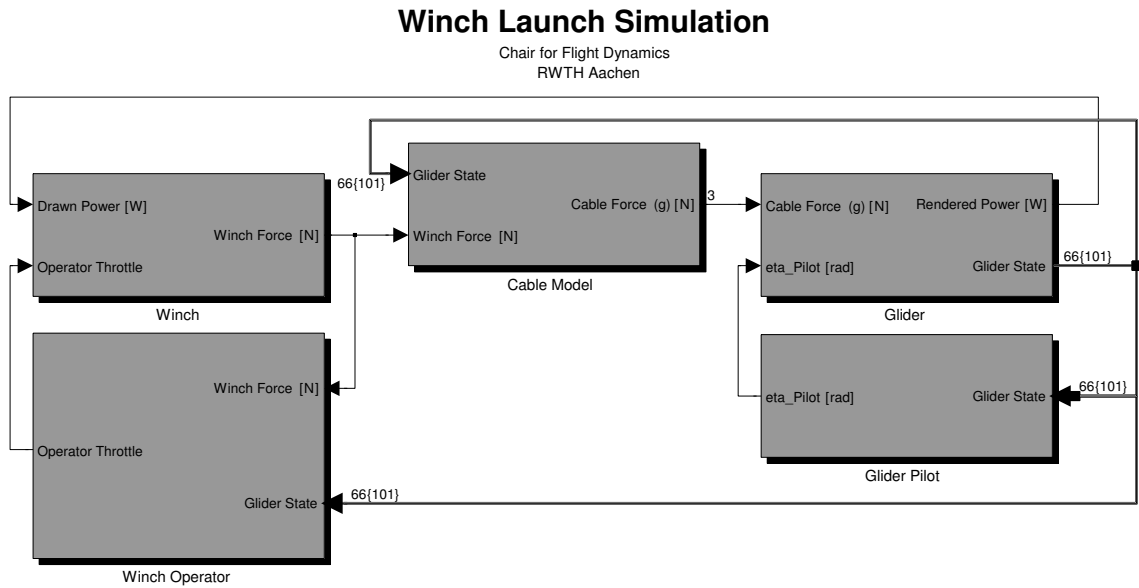 Winch Launch Simulation
Chair for Flight Dynamics
RWTH Aachen
Drawn Power [W]
Operator Throttle
Winch Force [N]
Winch
66{101}
Glider State
Winch Force [N]
Cable Force (g) [N]
3
Cable Model
Cable Force (g) [N]
eta_Pilot [rad]
Rendered Power [W]
Glider State
66{101}
Glider
Winch Force [N]
Operator Throttle
Glider State
66{101}
Winch Operator
eta_Pilot [rad]
Glider State
66{101}
Glider Pilot